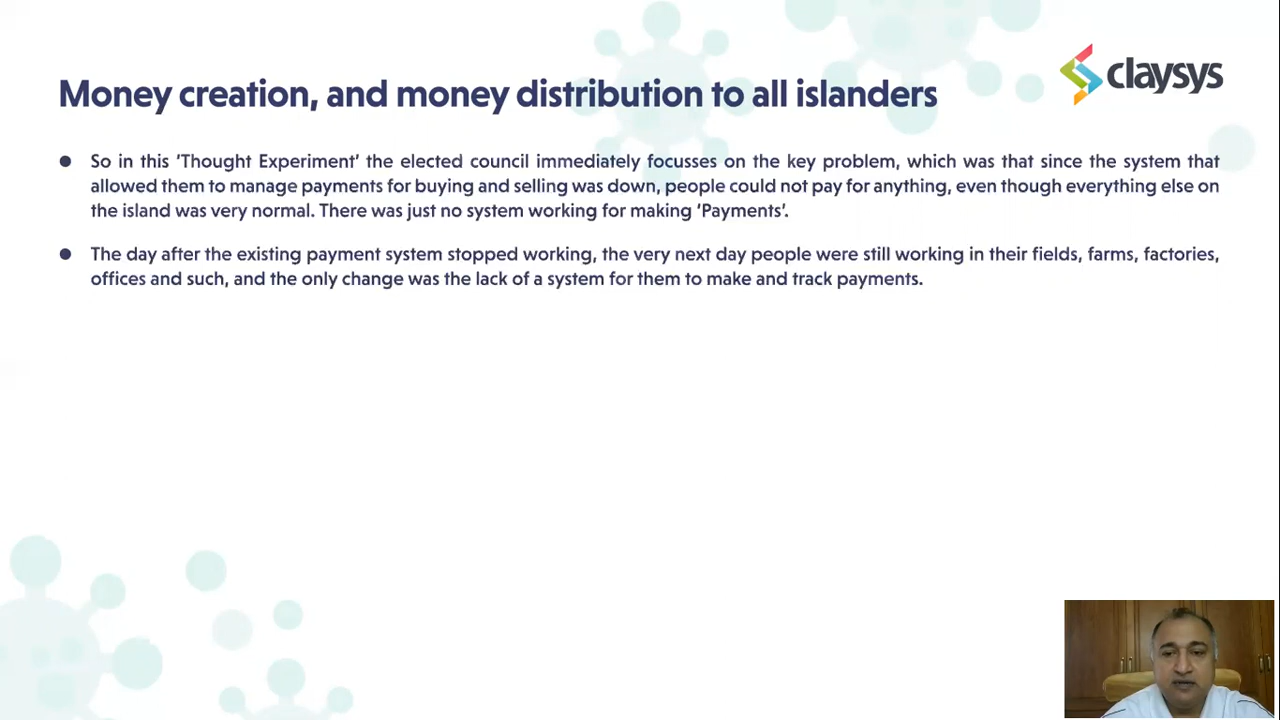 claysys
Money creation, and money distribution to all islanders
● So in this ‘Thought Experiment’ the elected council immediately focusses on the key problem, which was that since the system that
allowed them to manage payments for buying and selling was down, people could not pay for anything, even though everything else on
the island was very normal. There was just no system working for making ‘Payments’.
● The day after the existing payment system stopped working, the very next day people were still working in their fields, farms, factories,
offices and such, and the only change was the lack of a system for them to make and track payments.